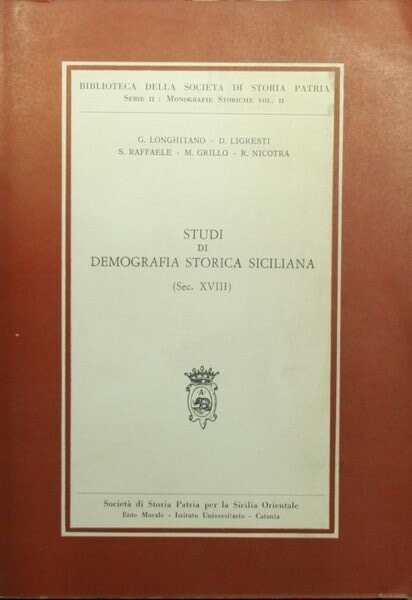 BIBLIOTECA DELLA SOCIETA DI STORIA PATRIA
SERIE II : MONOGRAFIE STORICHE VOL. II
G. LONGHITANO - D. LIGRESTI
S. RAFFAELE - M. GRILLO - R. NICOTRA
STUDI
DI
DEMOGRAFIA STORICA SICILIANA
(Sec. XVIII)
A
Società di Storia Patria per la Sicilia Orientale
Ente Morale - Istituto Universitario - Catania